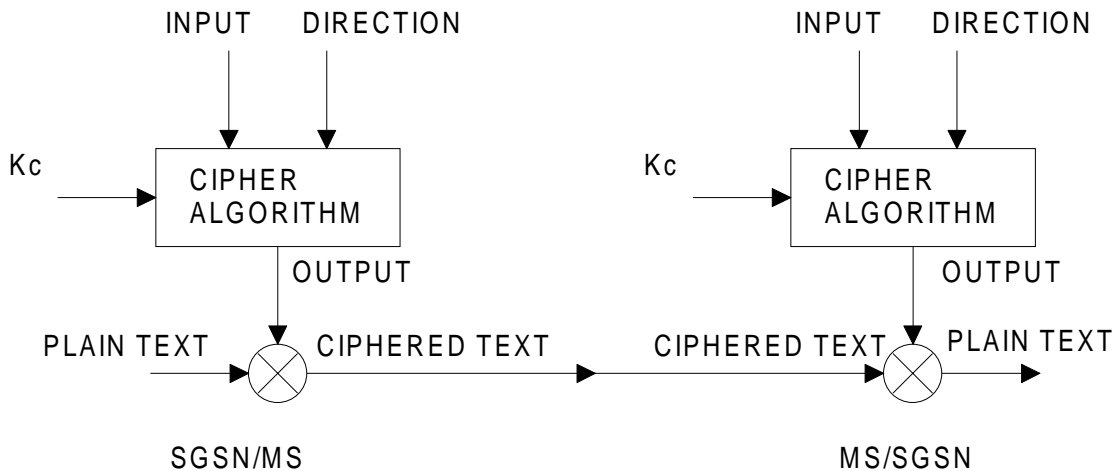 INPUT DIRECTION
INPUT DIRECTION
Kc
CIPHER
ALGORITHM
Kc
CIPHER
ALGORITHM
OUTPUT
OUTPUT
PLAIN TEXT
CIPHERED TEXT
CIPHERED TEXT
PLAIN TEXT
SGSN/MS
MS/SGSN